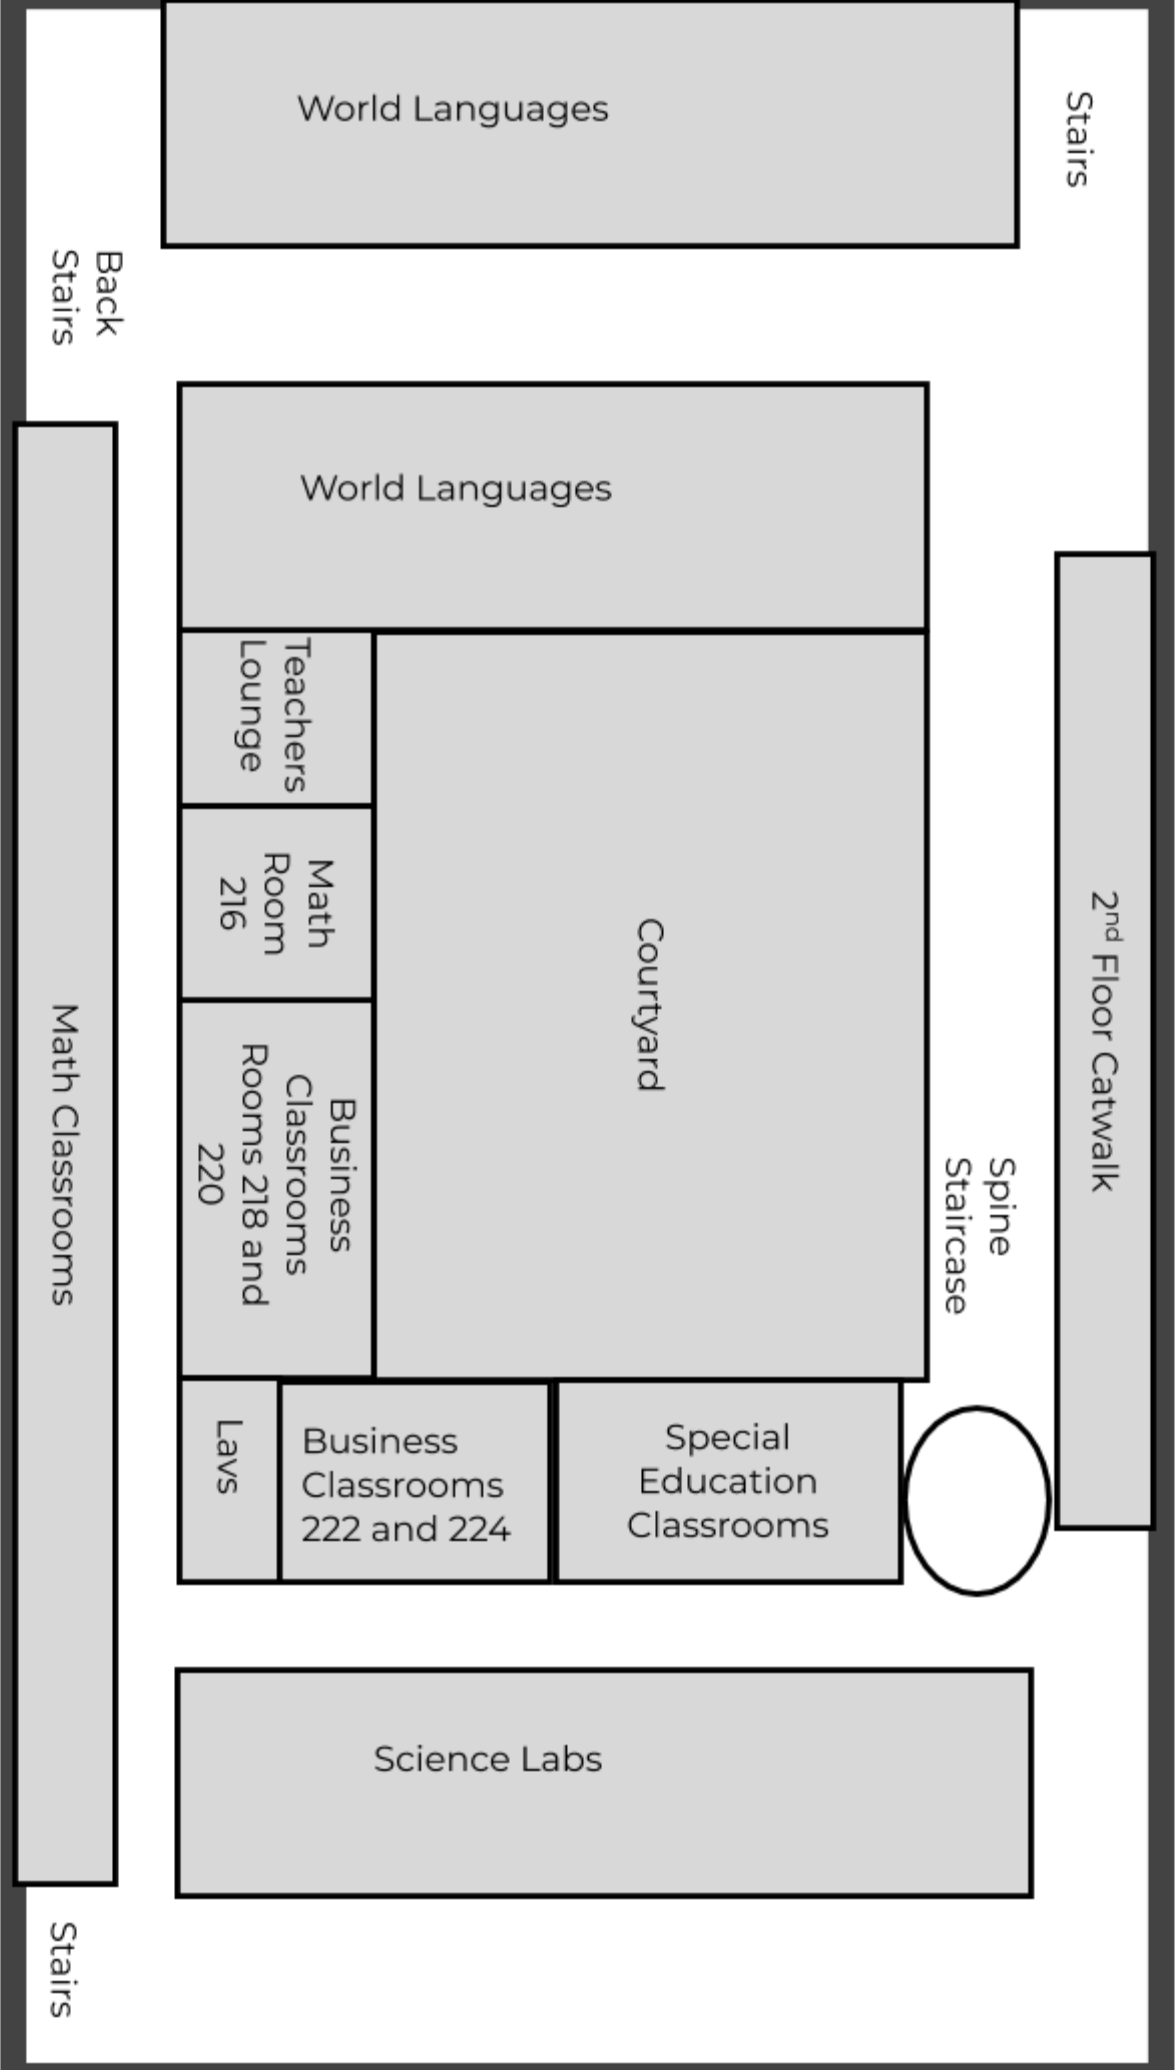 World Languages
Stairs
Back
Stairs
World Languages
Teachers
Lounge
Math
Room
216
Courtyard
2nd Floor Catwalk
Math Classrooms
Business
Classrooms
Rooms 218 and
220
Spine
Staircase
Lavs
Business
Classrooms
222 and 224
Special
Education
Classrooms
Science Labs
Stairs